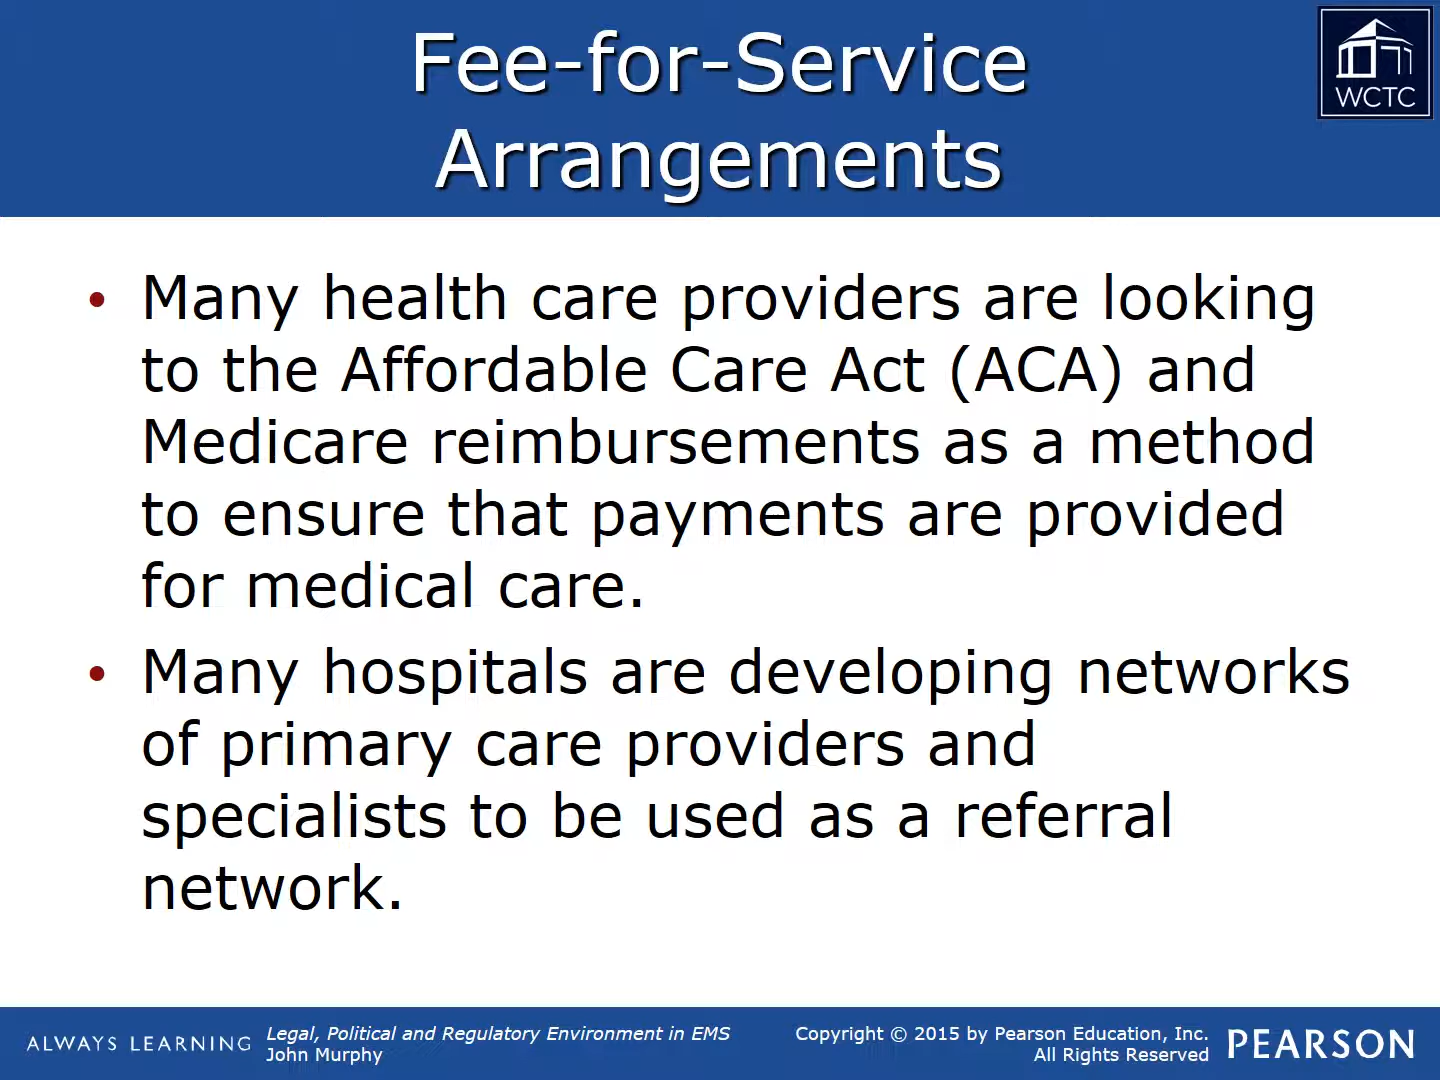 Fee-for-Service
Arrangements
WCTC
• Many health care providers are looking
to the Affordable Care Act (ACA) and
Medicare reimbursements as a method
to ensure that payments are provided
for medical care.
• Many hospitals are developing networks
of primary care providers and
specialists to be used as a referral
network.
ALWAYS LEARNING
Legal, Political and Regulatory Environment in EMS
John Murphy
Copyright © 2015 by Pearson Education, Inc.
All Rights Reserved
PEARSON